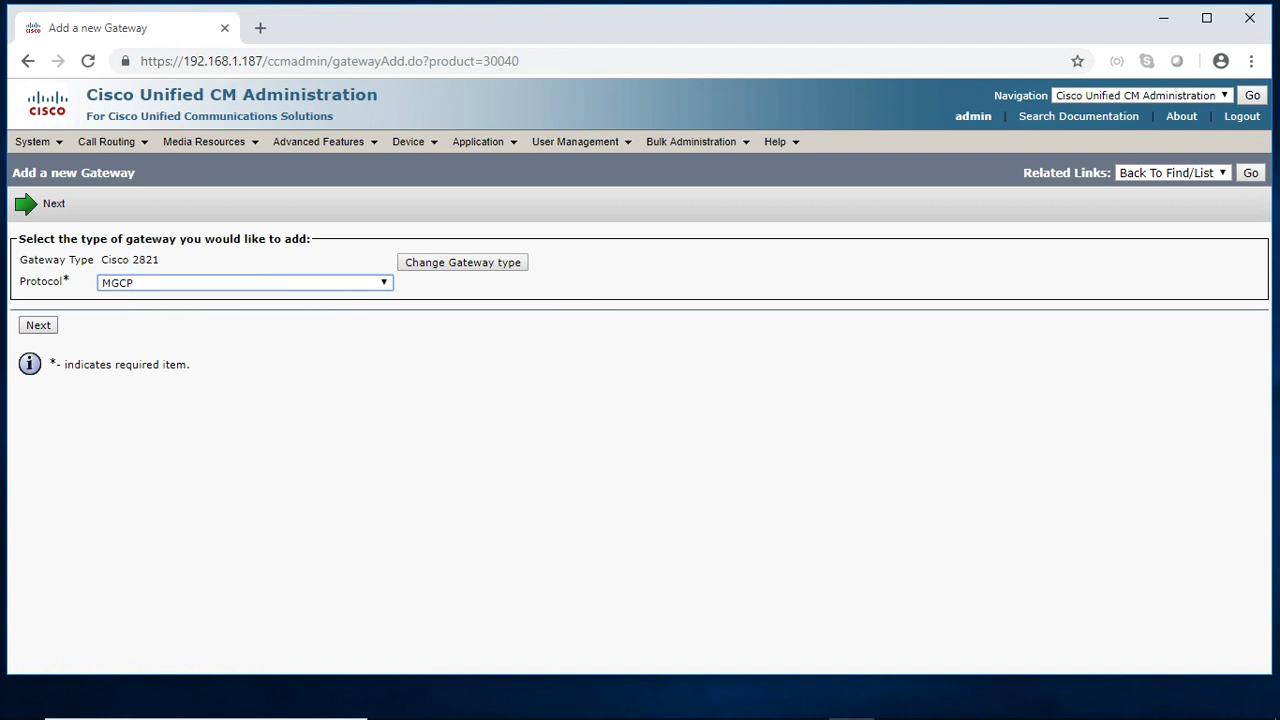 Add a new Gateway
https://192.168.1.187/ccmadmin/gatewayAdd.do?product=30040
CISCO
Cisco Unified CM Administration
For Cisco Unified Communications Solutions
Navigation Cisco Unified CM Administration Go
admin Search Documentation About Logout
System Call Routing Media Resources Advanced Features Device Application User Management Bulk Administration Help
Add a new Gateway Related Links: Back To Find/List Go
Next
Select the type of gateway you would like to add:
Gateway Type Cisco 2821 Change Gateway type
Protocol* MGCP
Next
i *- indicates required item.